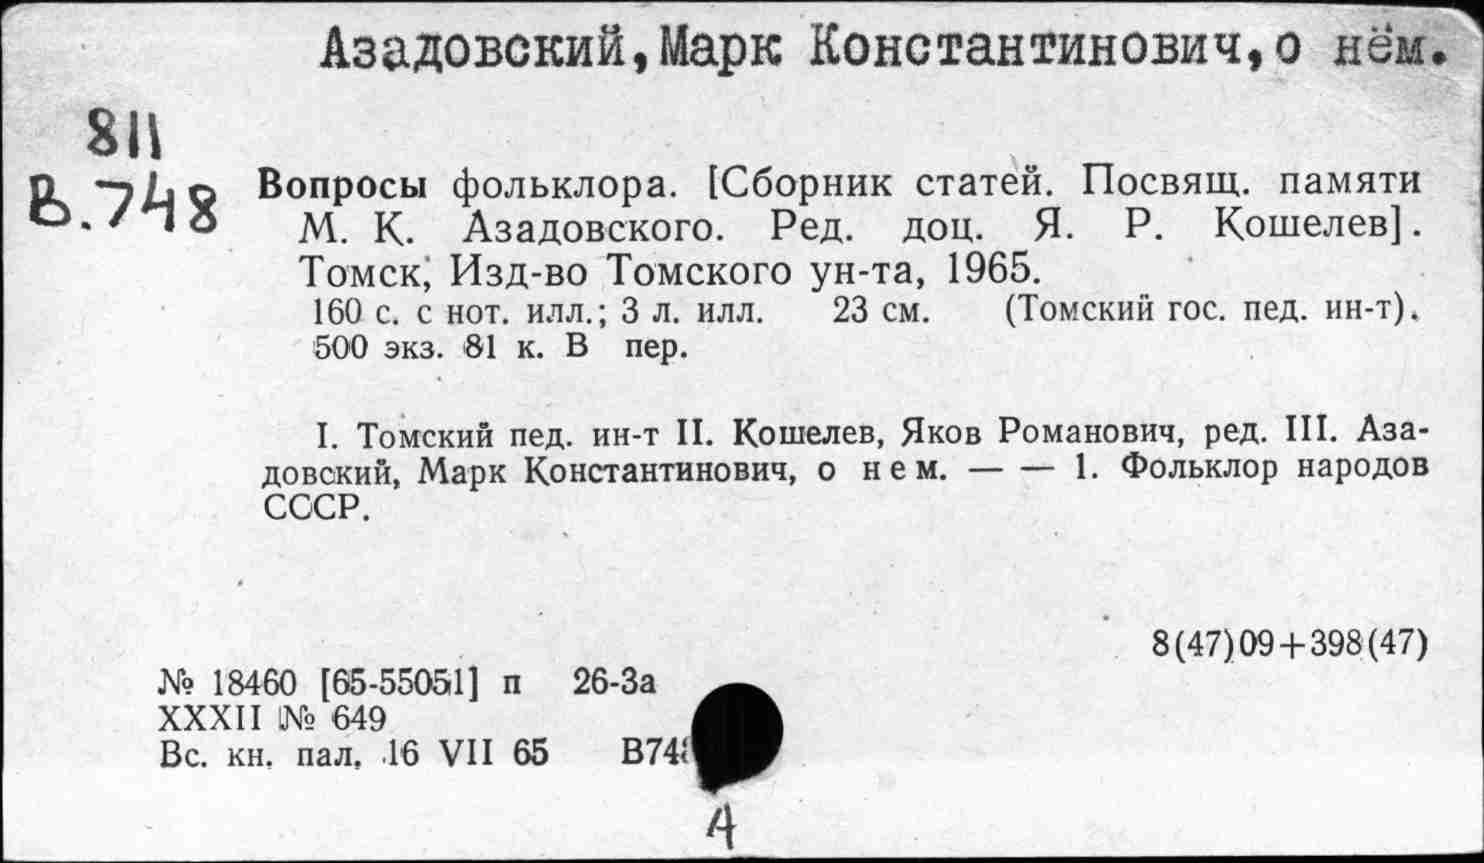 Азадовский, Марк Константинович, о нём.
811
В.748
Вопросы фольклора. [Сборник статей. Посвящ. памяти
М. К. Азадовского. Ред. доц. Я. Р. Кошелев].
Томск, Изд-во Томского ун-та, 1965.
160 с. с нот. илл.; 3 л. илл. 23 см. (Томский гос. пед. ин-т).
500 экз. 81 к. В пер.
I. Томский пед. ин-т II. Кошелев, Яков Романович, ред. III. Аза-
довский, Марк Константинович, о нем. — — 1. Фольклор народов
СССР.
8(47)09+398(47)
№ 18460 [65-55051] п 26-3а
XXXII № 649
Вс. кн. пал. 16 VII 65 В748
4